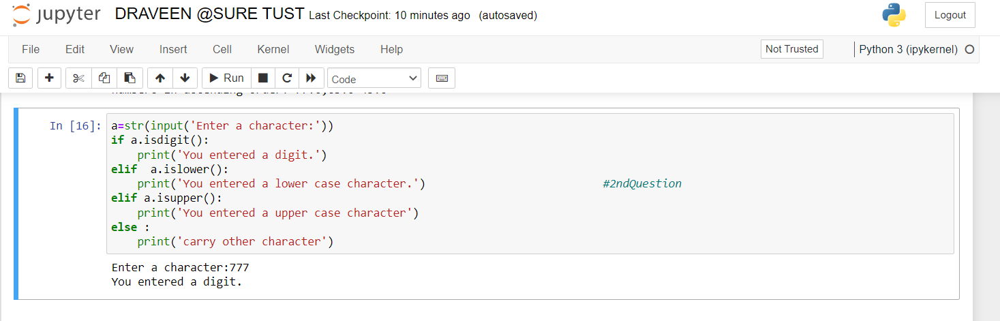 jupyter DRAVEEN @SURE TUST Last Checkpoint: 10 minutes ago (autosaved) Logout
File Edit View Insert Cell Kernel Widgets Help Not Trusted Python 3 (ipykernel)
Run Code
In [16]: a=str(input('Enter a character:'))
if a.isdigit():
    print('You entered a digit.')
elif  a.islower():
    print('You entered a lower case character.') #2ndQuestion
elif a.isupper():
    print('You entered a upper case character')
else :
    print('carry other character')
Enter a character:777
You entered a digit.